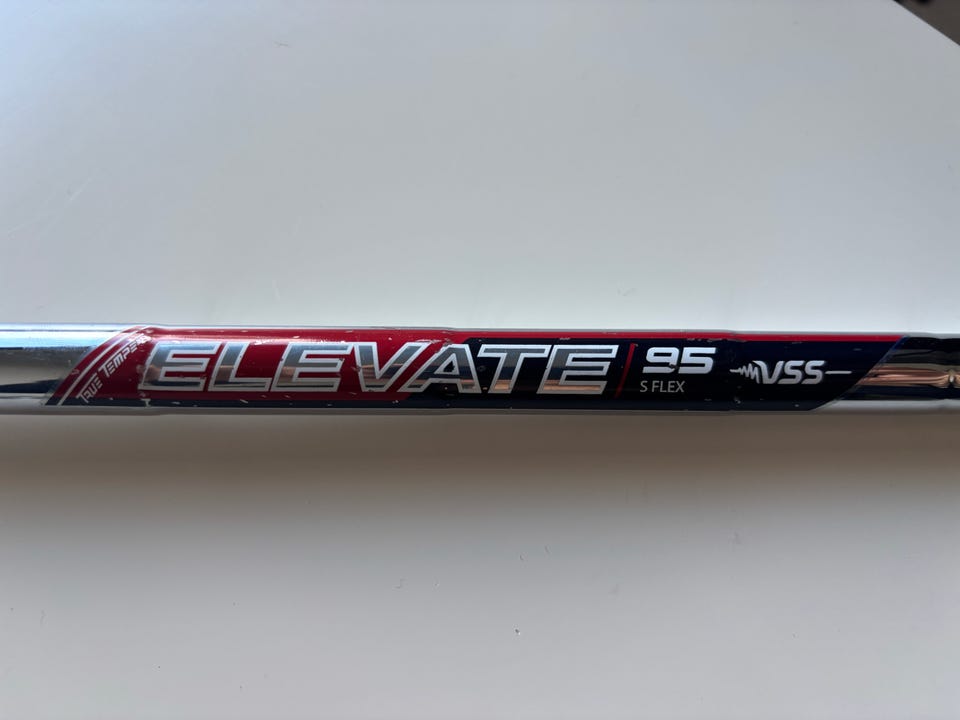 TRUE TEMPER
ELEVATE 95
S FLEX
VSS